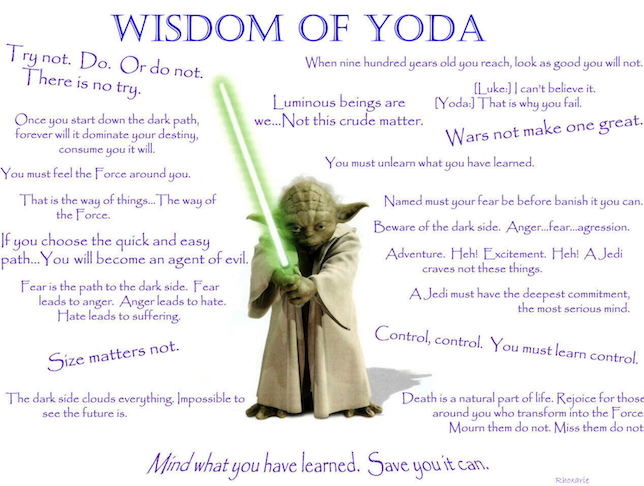 WISDOM OF YODA
Try not. Do. Or do not.
There is no try.
When nine hundred years old you reach, look as good you will not.
Luminous beings are
we...Not this crude matter.
[Luke:] I can't believe it.
[Yoda:] That is why you fail.
Wars not make one great.
Once you start down the dark path,
forever will it dominate your destiny,
consume you it will.
You must unlearn what you have learned.
You must feel the Force around you.
That is the way of things...The way of
the Force.
Named must your fear be before banish it you can.
Beware of the dark side. Anger...fear...agression.
If you choose the quick and easy
path...You will become an agent of evil.
Adventure. Heh! Excitement. Heh! A Jedi
craves not these things.
Fear is the path to the dark side. Fear
leads to anger. Anger leads to hate.
Hate leads to suffering.
A Jedi must have the deepest commitment,
the most serious mind.
Size matters not.
Control, control. You must learn control.
The dark side clouds everything. Impossible to
see the future is.
Death is a natural part of life. Rejoice for those
around you who transform into the Force.
Mourn them do not. Miss them do not
Mind what you have learned. Save you it can.
Rhoxarie